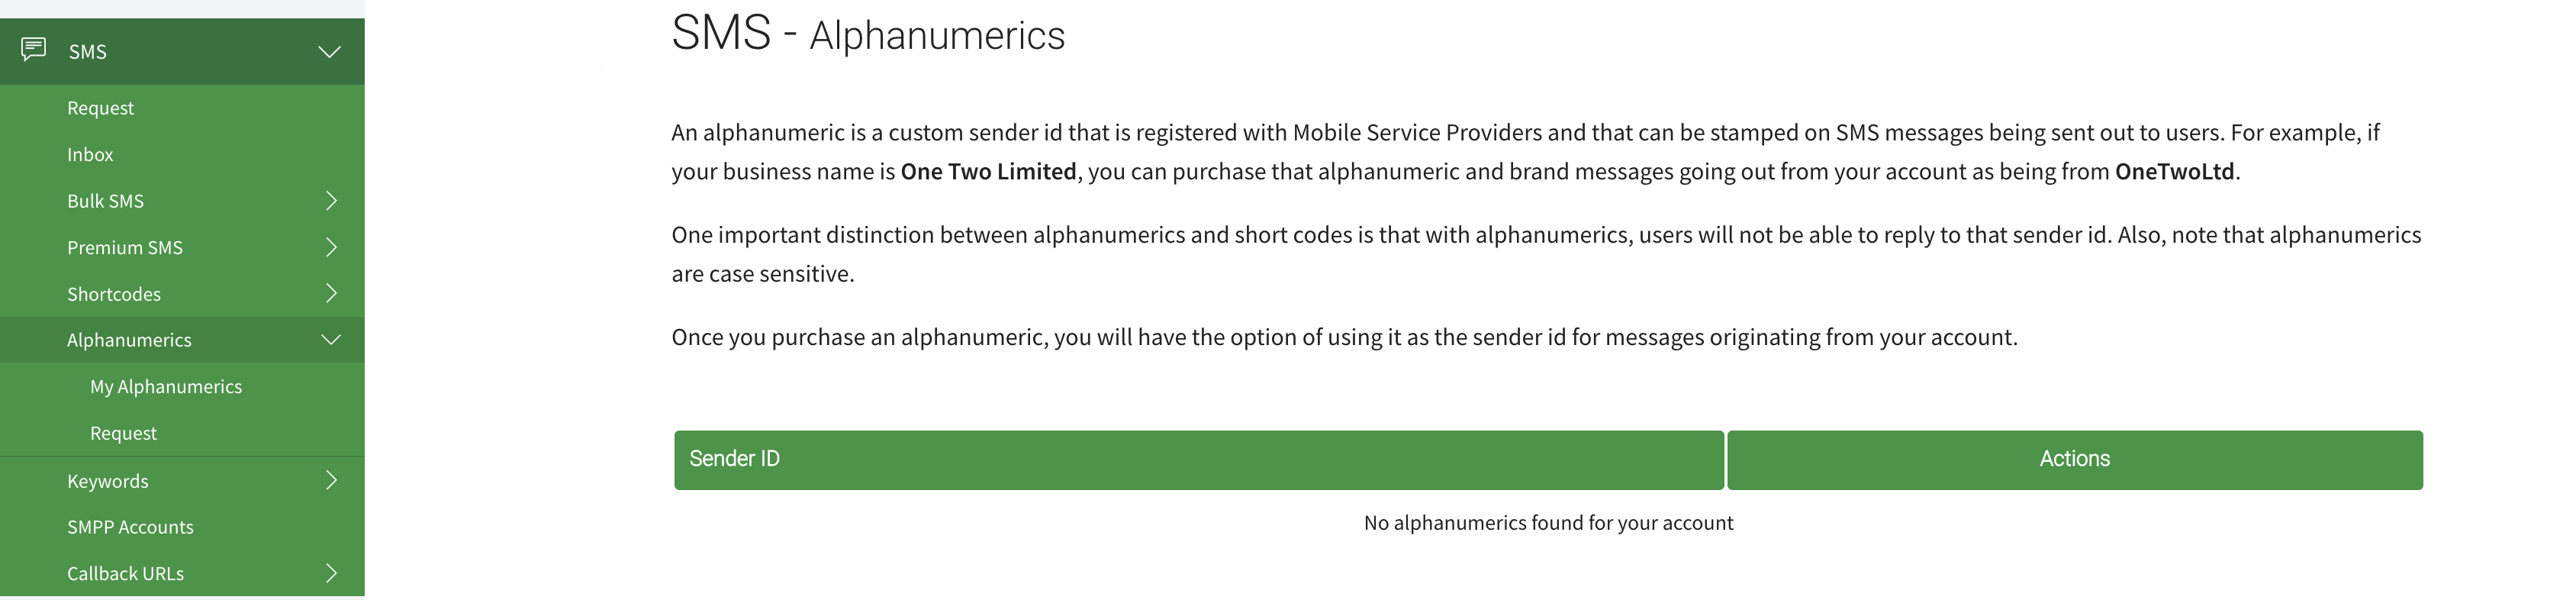 SMS
Request
Inbox
Bulk SMS
Premium SMS
Shortcodes
Alphanumerics
My Alphanumerics
Request
Keywords
SMPP Accounts
Callback URLs
SMS - Alphanumerics
An alphanumeric is a custom sender id that is registered with Mobile Service Providers and that can be stamped on SMS messages being sent out to users. For example, if
your business name is One Two Limited, you can purchase that alphanumeric and brand messages going out from your account as being from OneTwoLtd.
One important distinction between alphanumerics and short codes is that with alphanumerics, users will not be able to reply to that sender id. Also, note that alphanumerics
are case sensitive.
Once you purchase an alphanumeric, you will have the option of using it as the sender id for messages originating from your account.
Sender ID
Actions
No alphanumerics found for your account